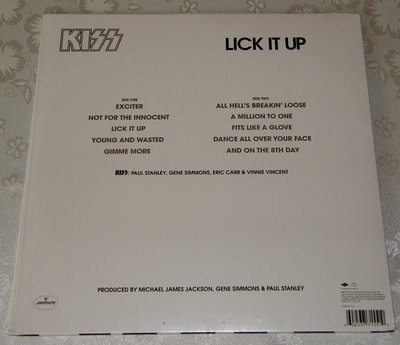 KISS
LICK IT UP
SIDE ONE
EXCITER
NOT FOR THE INNOCENT
LICK IT UP
YOUNG AND WASTED
GIMME MORE
SIDE TWO
ALL HELL'S BREAKIN' LOOSE
A MILLION TO ONE
FITS LIKE A GLOVE
DANCE ALL OVER YOUR FACE
AND ON THE 8TH DAY
KISS: PAUL STANLEY, GENE SIMMONS, ERIC CARR & VINNIE VINCENT
PRODUCED BY MICHAEL JAMES JACKSON, GENE SIMMONS & PAUL STANLEY
mercury